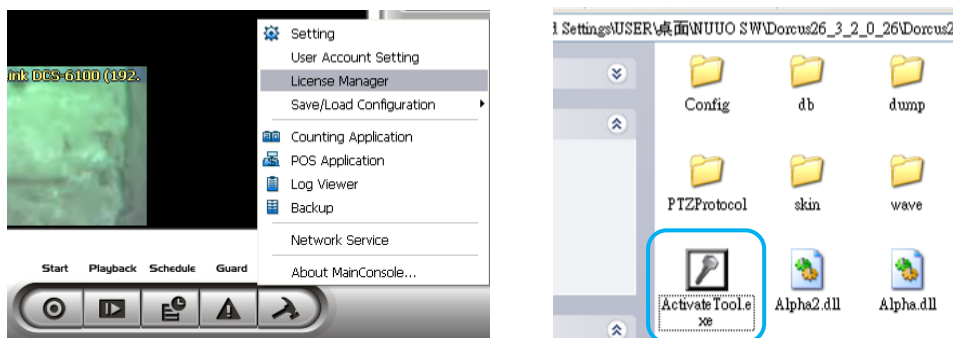 Setting
User Account Setting
License Manager
Save/Load Configuration
Counting Application
POS Application
Log Viewer
Backup
Network Service
About MainConsole...
ink DCS-6100 (192.
Start Playback Schedule Guard
d Settings\USER\桌面\NUUO SW\Dorcus26_3_2_0_26\Dorcus2
Config db dump
PTZProtocol skin wave
ActivateTool.e
xe
Alpha2.dll Alpha.dll